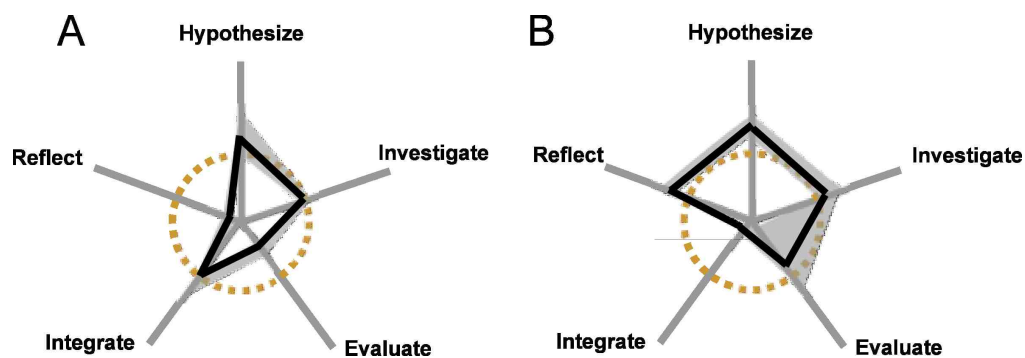 A
Hypothesize
Reflect
Investigate
Integrate
Evaluate
B
Hypothesize
Reflect
Investigate
Integrate
Evaluate